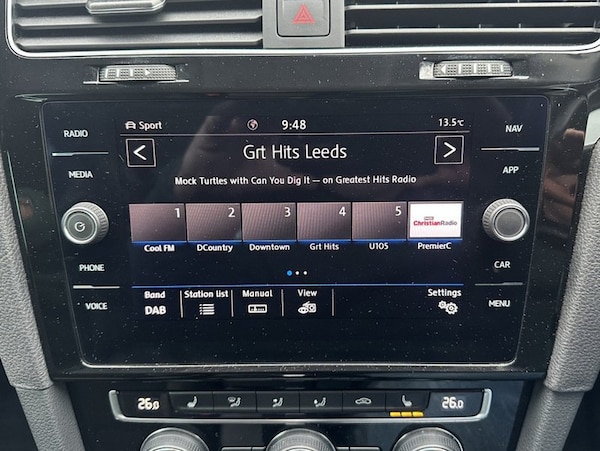 RADIO
MEDIA
PHONE
VOICE
Sport 9:48 13.5°C
Grt Hits Leeds
Mock Turtles with Can You Dig It — on Greatest Hits Radio
1 2 3 4 5 ChristianRadio
Cool FM DCountry Downtown Grt Hits U105 PremierC
Band Station list Manual View Settings
DAB
NAV
APP
CAR
MENU
26.0 26.0